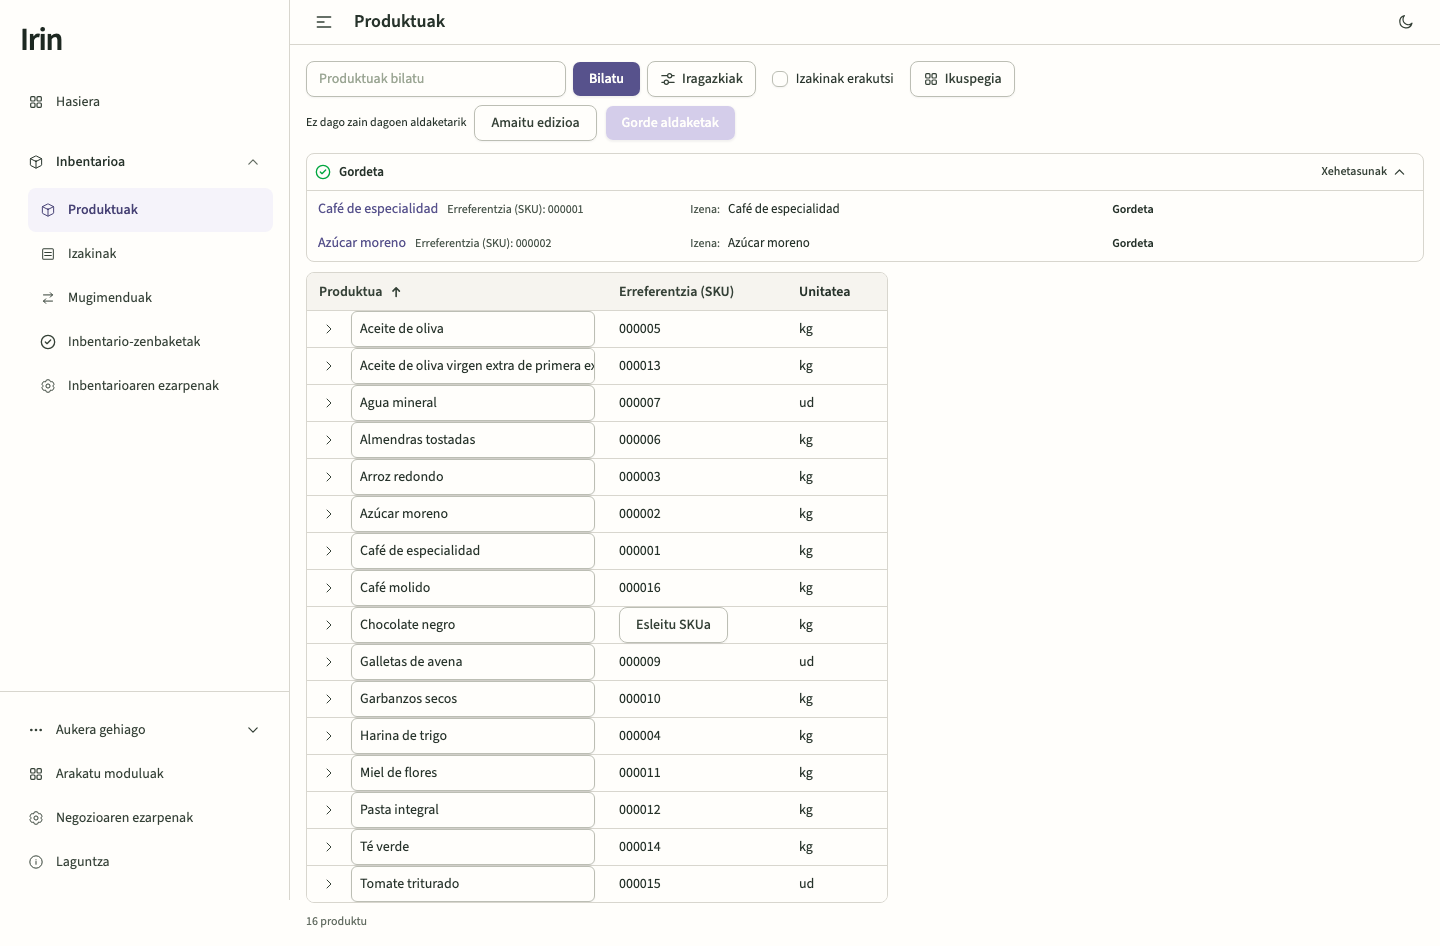 Irin
Produktuak
Hasiera
Inbentarioa
Produktuak
Izakinak
Mugimenduak
Inbentario-zenbaketak
Inbentarioaren ezarpenak
Aukera gehiago
Arakatu moduluak
Negozioaren ezarpenak
Laguntza
Produktuak bilatu Bilatu Iragazkiak Izakinak erakutsi Ikuspegia
Ez dago zain dagoen aldaketarik Amaitu edizioa Gorde aldaketak
Gordeta Xehetasunak
Café de especialidad Erreferentzia (SKU): 000001 Izena: Café de especialidad Gordeta
Azúcar moreno Erreferentzia (SKU): 000002 Izena: Azúcar moreno Gordeta
Produktua Erreferentzia (SKU) Unitatea
Aceite de oliva 000005 kg
Aceite de oliva virgen extra de primera ex 000013 kg
Agua mineral 000007 ud
Almendras tostadas 000006 kg
Arroz redondo 000003 kg
Azúcar moreno 000002 kg
Café de especialidad 000001 kg
Café molido 000016 kg
Chocolate negro Esleitu SKUa kg
Galletas de avena 000009 ud
Garbanzos secos 000010 kg
Harina de trigo 000004 kg
Miel de flores 000011 kg
Pasta integral 000012 kg
Té verde 000014 kg
Tomate triturado 000015 ud
16 produktu